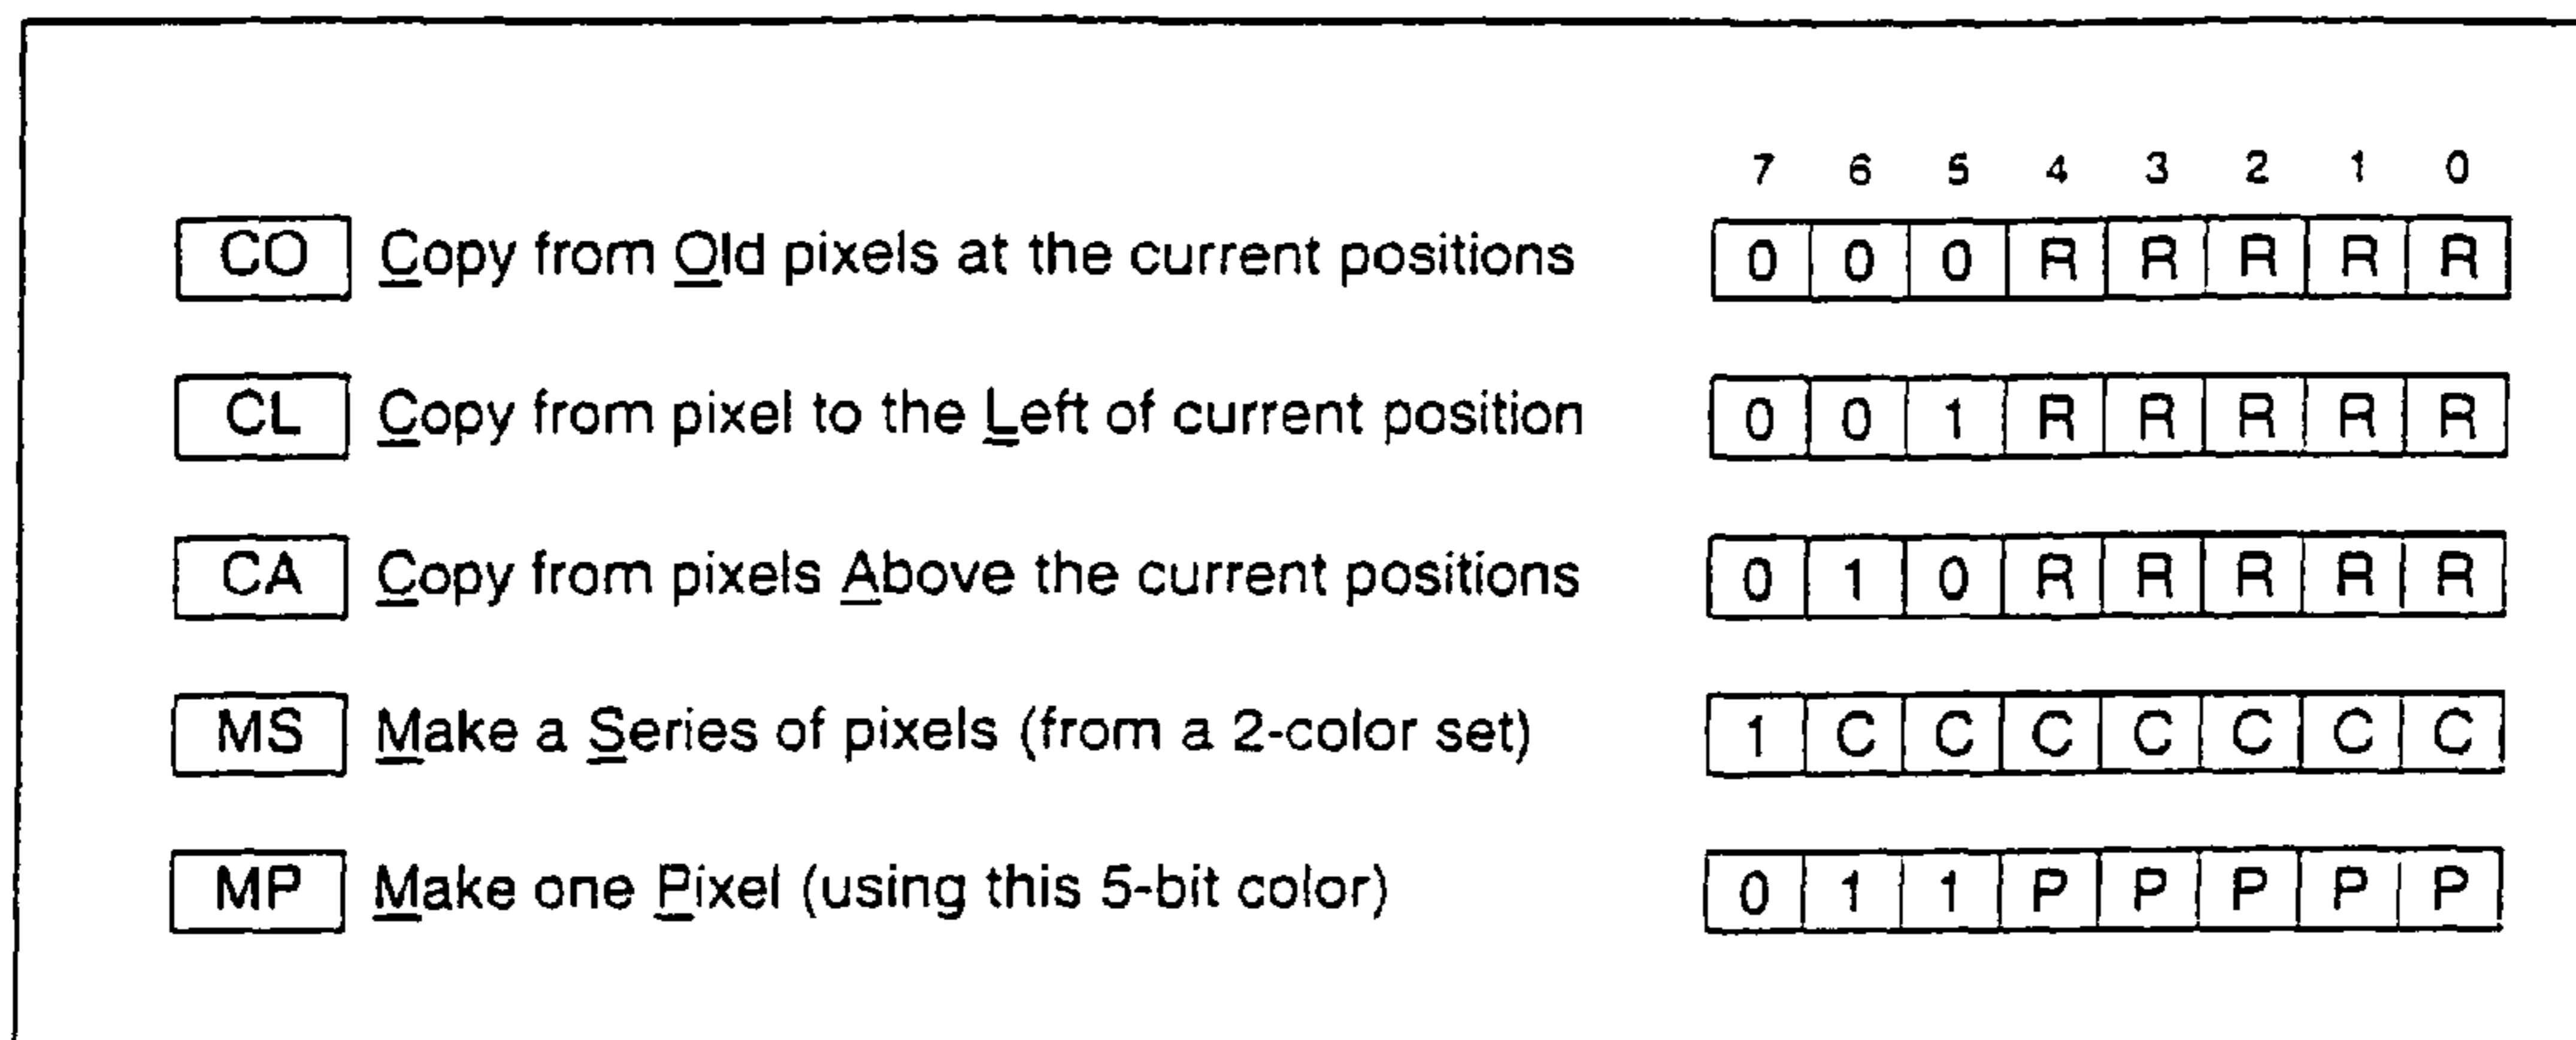 7 6 5 4 3 2 1 0
CO Copy from Old pixels at the current positions 0 0 0 R R R R R
CL Copy from pixel to the Left of current position 0 0 1 R R R R R
CA Copy from pixels Above the current positions 0 1 0 R R R R R
MS Make a Series of pixels (from a 2-color set) 1 C C C C C C C
MP Make one Pixel (using this 5-bit color) 0 1 1 P P P P P